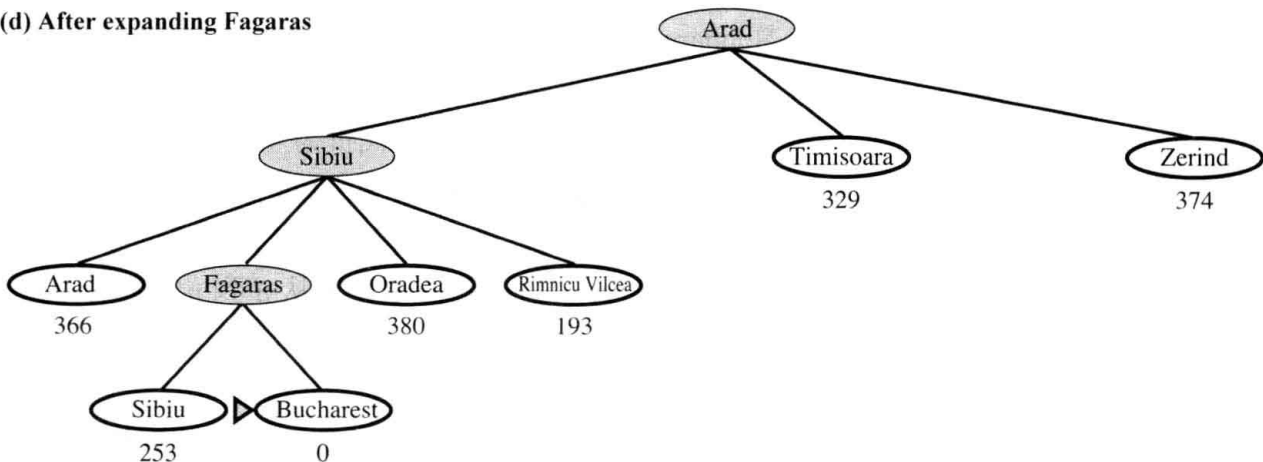 (d) After expanding Fagaras
Arad
Sibiu
Timisoara
Zerind
329
374
Arad
Fagaras
Oradea
Rimnicu Vilcea
366
380
193
Sibiu
Bucharest
253
0